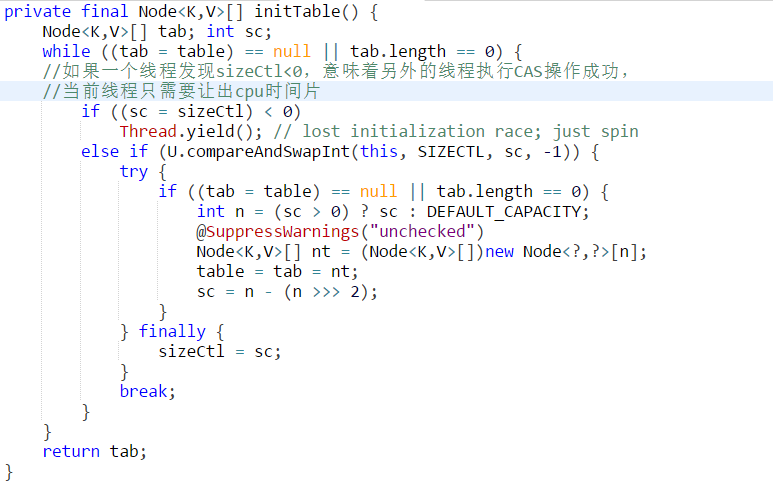 private final Node<K,V>[] initTable() {
    Node<K,V>[] tab; int sc;
    while ((tab = table) == null || tab.length == 0) {
    //如果一个线程发现sizeCtl<0，意味着另外的线程执行CAS操作成功，
    //当前线程只需要让出cpu时间片
        if ((sc = sizeCtl) < 0)
            Thread.yield(); // lost initialization race; just spin
        else if (U.compareAndSwapInt(this, SIZECTL, sc, -1)) {
            try {
                if ((tab = table) == null || tab.length == 0) {
                    int n = (sc > 0) ? sc : DEFAULT_CAPACITY;
                    @SuppressWarnings("unchecked")
                    Node<K,V>[] nt = (Node<K,V>[])new Node<?,?>[n];
                    table = tab = nt;
                    sc = n - (n >>> 2);
                }
            } finally {
                sizeCtl = sc;
            }
            break;
        }
    }
    return tab;
}